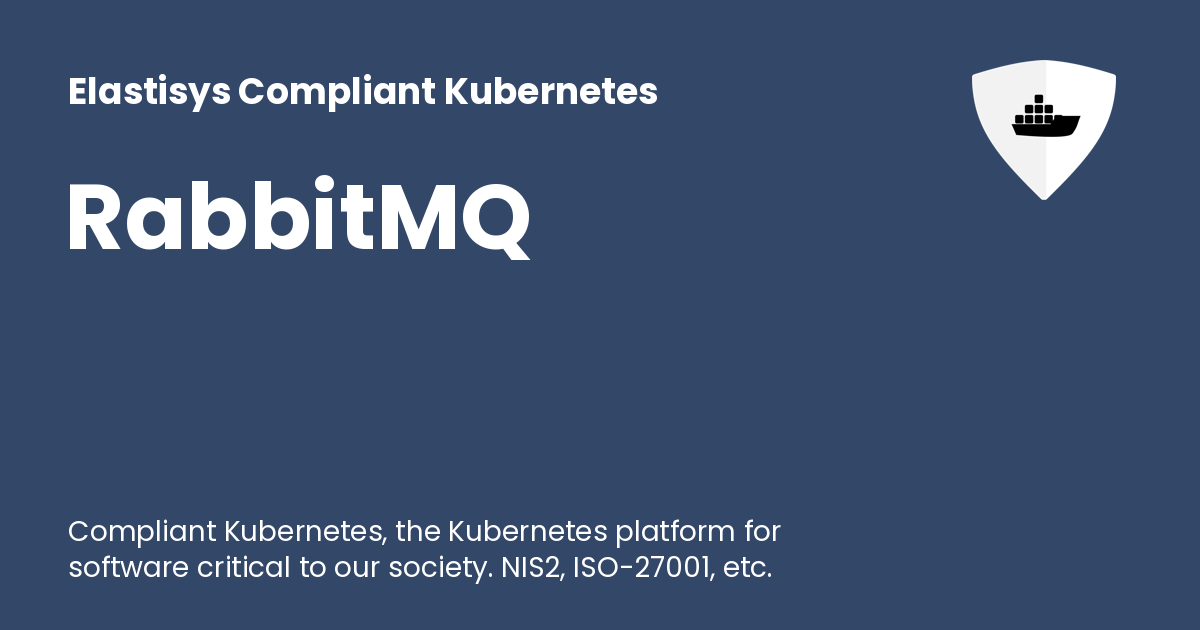 Elastisys Compliant Kubernetes
RabbitMQ
Compliant Kubernetes, the Kubernetes platform for
software critical to our society. NIS2, ISO-27001, etc.